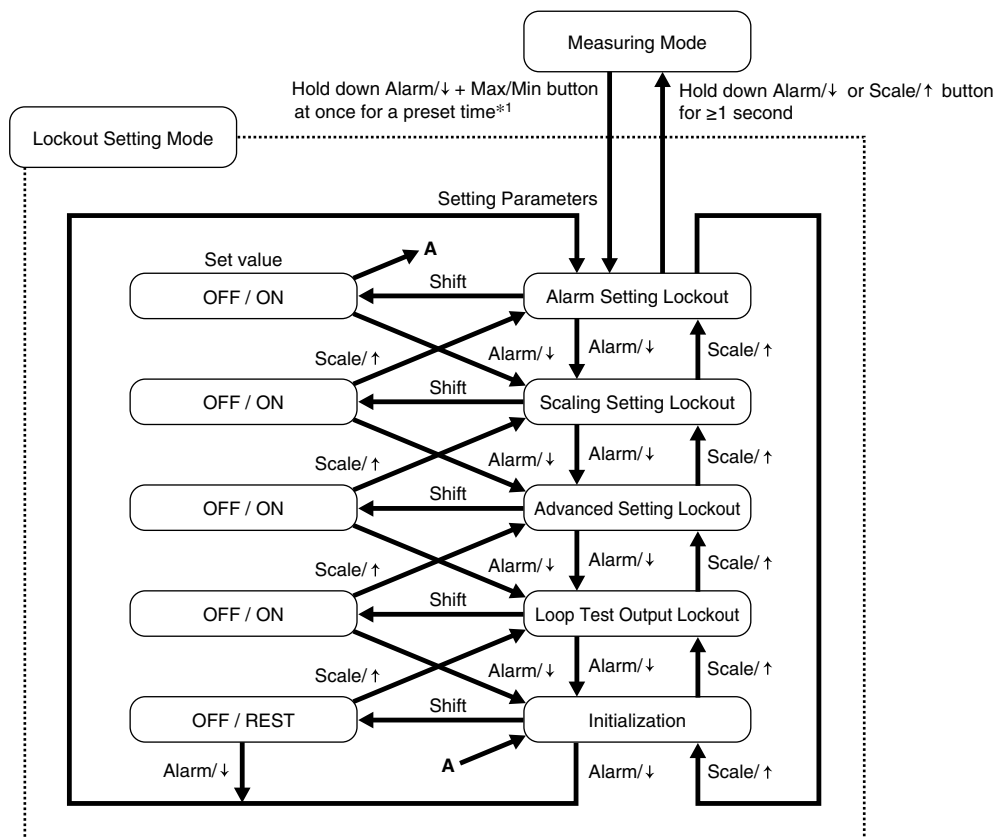 Measuring Mode
Hold down Alarm/↓ + Max/Min button
at once for a preset time*1
Hold down Alarm/↓ or Scale/↑ button
for ≥1 second
Lockout Setting Mode
Setting Parameters
A
Set value
OFF / ON
Shift
Alarm Setting Lockout
Scale/↑
Alarm/↓
Alarm/↓
Scale/↑
OFF / ON
Shift
Scaling Setting Lockout
Scale/↑
Alarm/↓
Alarm/↓
Scale/↑
OFF / ON
Shift
Advanced Setting Lockout
Scale/↑
Alarm/↓
Alarm/↓
Scale/↑
OFF / ON
Shift
Loop Test Output Lockout
Scale/↑
Alarm/↓
Alarm/↓
Scale/↑
OFF / REST
Shift
Initialization
Alarm/↓
A
Alarm/↓
Scale/↑